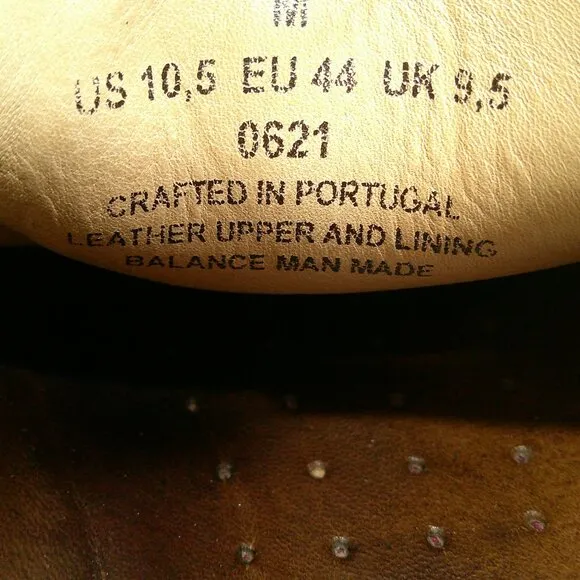 M
US 10,5 EU 44 UK 9,5
0621
CRAFTED IN PORTUGAL
LEATHER UPPER AND LINING
BALANCE MAN MADE